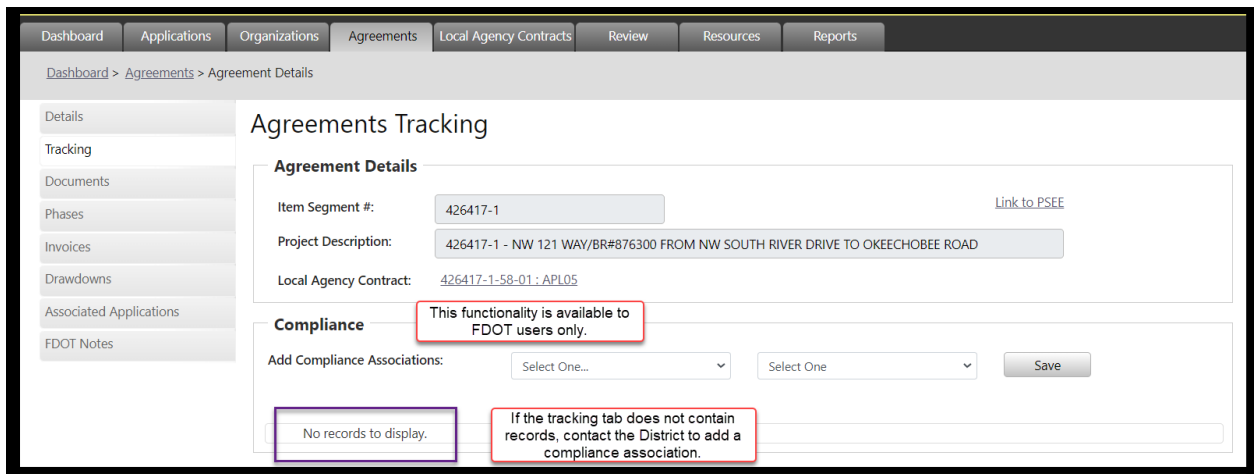 Dashboard Applications Organizations Agreements Local Agency Contracts Review Resources Reports
Dashboard > Agreements > Agreement Details
Details
Tracking
Documents
Phases
Invoices
Drawdowns
Associated Applications
FDOT Notes
Agreements Tracking
Agreement Details
Item Segment #: 426417-1 Link to PSEE
Project Description: 426417-1 - NW 121 WAY/BR#876300 FROM NW SOUTH RIVER DRIVE TO OKEECHOBEE ROAD
Local Agency Contract: 426417-1-58-01 : APL05
This functionality is available to
FDOT users only.
Compliance
Add Compliance Associations: Select One... Select One Save
No records to display.
If the tracking tab does not contain
records, contact the District to add a
compliance association.